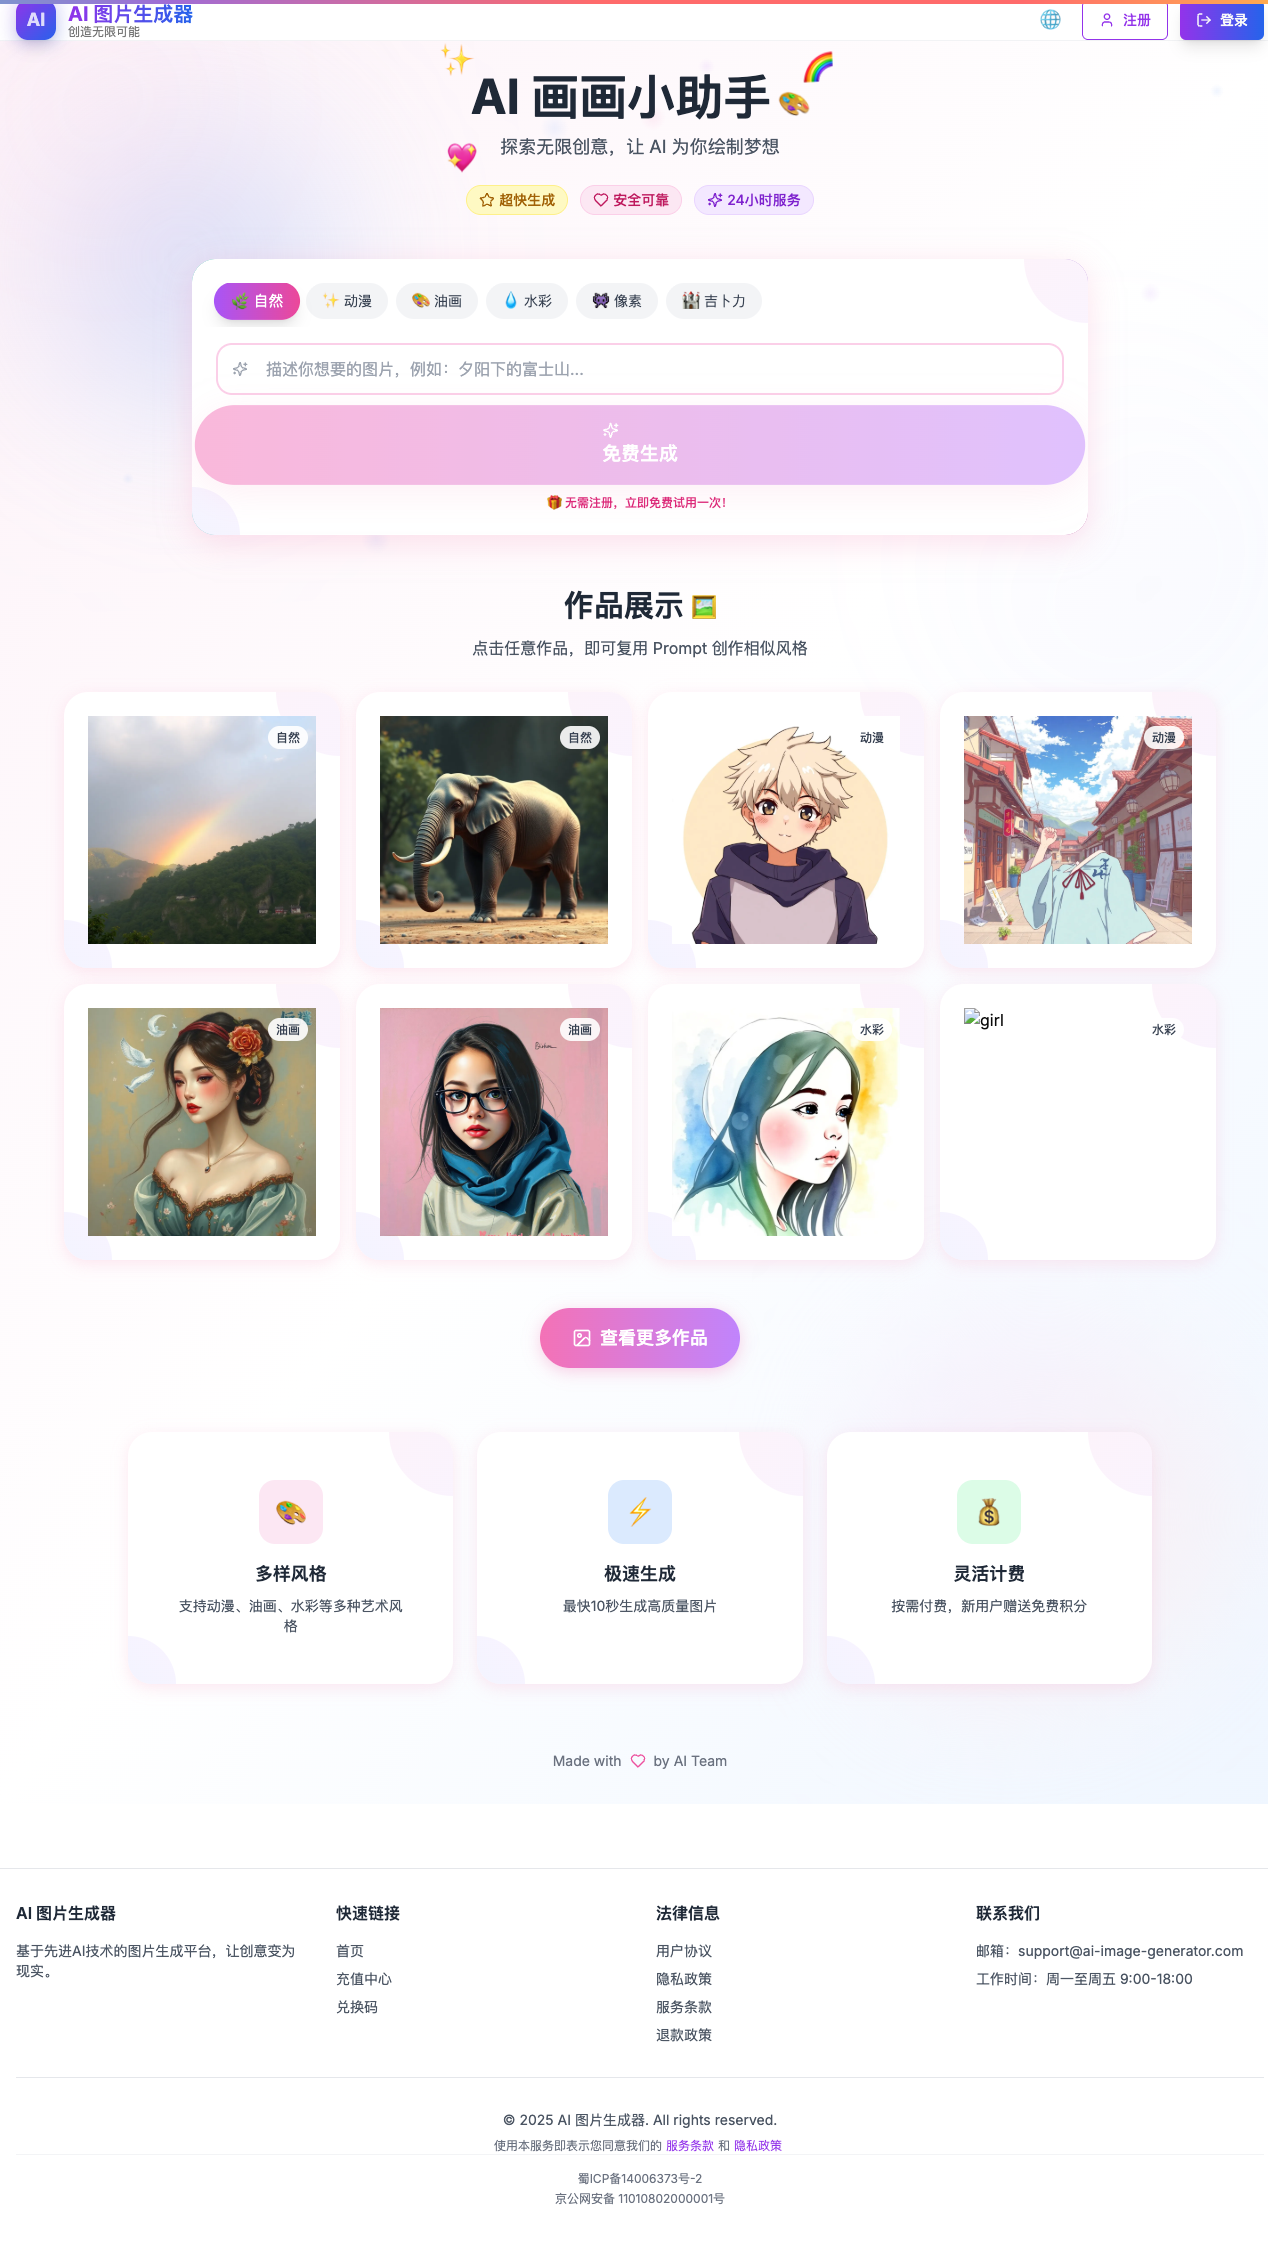 AI
AI 图片生成器
创造无限可能
注册
登录
AI 画画小助手
探索无限创意，让 AI 为你绘制梦想
超快生成
安全可靠
24小时服务
自然
动漫
油画
水彩
像素
吉卜力
描述你想要的图片，例如：夕阳下的富士山...
免费生成
无需注册，立即免费试用一次！
作品展示
点击任意作品，即可复用 Prompt 创作相似风格
自然
自然
动漫
动漫
油画
油画
水彩
girl
水彩
查看更多作品
多样风格
支持动漫、油画、水彩等多种艺术风
格
极速生成
最快10秒生成高质量图片
灵活计费
按需付费，新用户赠送免费积分
Made with
by AI Team
AI 图片生成器
基于先进AI技术的图片生成平台，让创意变为
现实。
快速链接
首页
充值中心
兑换码
法律信息
用户协议
隐私政策
服务条款
退款政策
联系我们
邮箱：support@ai-image-generator.com
工作时间：周一至周五 9:00-18:00
© 2025 AI 图片生成器. All rights reserved.
使用本服务即表示您同意我们的 服务条款 和 隐私政策
蜀ICP备14006373号-2
京公网安备 11010802000001号